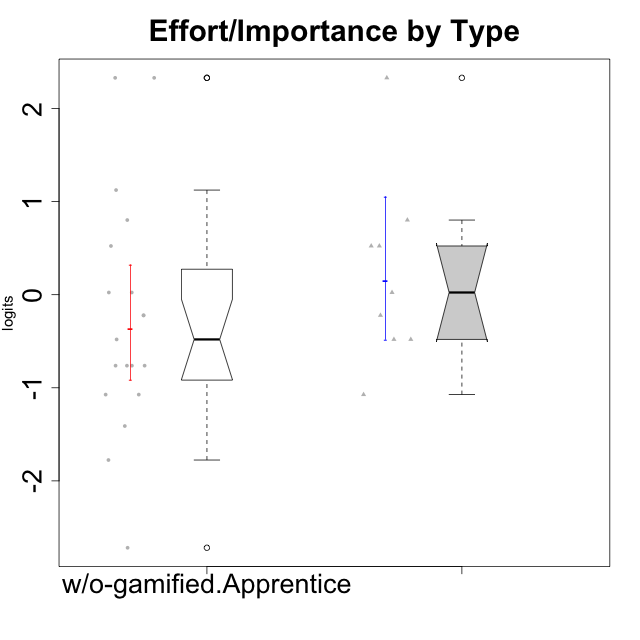 Effort/Importance by Type
2
1
0
-1
-2
logits
w/o-gamified.Apprentice